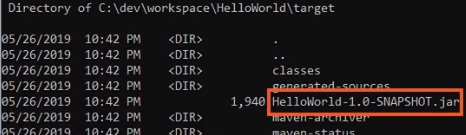 Directory of C:\dev\workspace\HelloWorld\target
05/26/2019 10:42 PM <DIR> .
05/26/2019 10:42 PM <DIR> ..
05/26/2019 10:42 PM <DIR> classes
05/26/2019 10:42 PM <DIR> generated-sources
05/26/2019 10:42 PM 1,940 HelloWorld-1.0-SNAPSHOT.jar
05/26/2019 10:42 PM <DIR> maven-archiver
05/26/2019 10:42 PM <DIR> maven-status